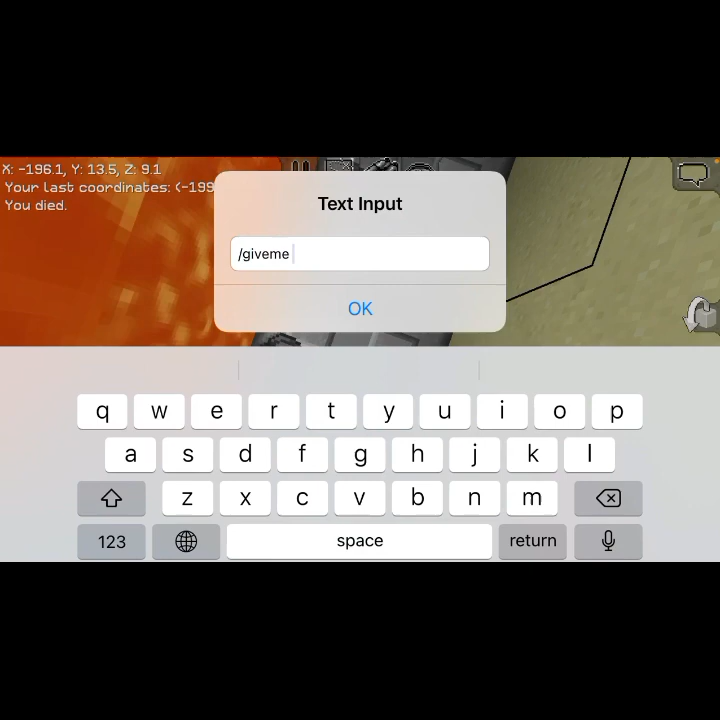 X: -196.1, Y: 13.5, Z: 9.1
Your last coordinates: (-199
You died.
Text Input
/giveme
OK
q w e r t y u i o p
a s d f g h j k l
z x c v b n m
123 space return